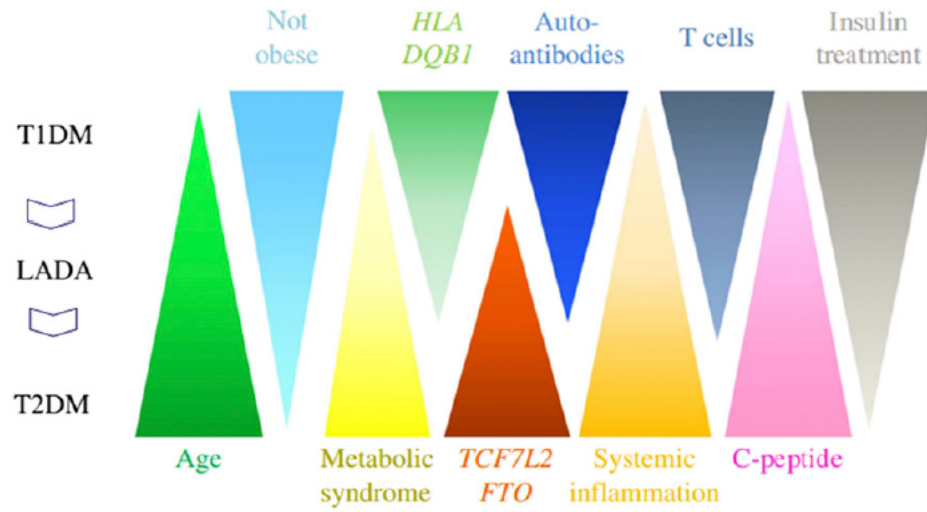 Not
obese
HLA
DQB1
Auto-
antibodies
T cells
Insulin
treatment
T1DM
LADA
T2DM
Age
Metabolic
syndrome
TCF7L2
FTO
Systemic
inflammation
C-peptide